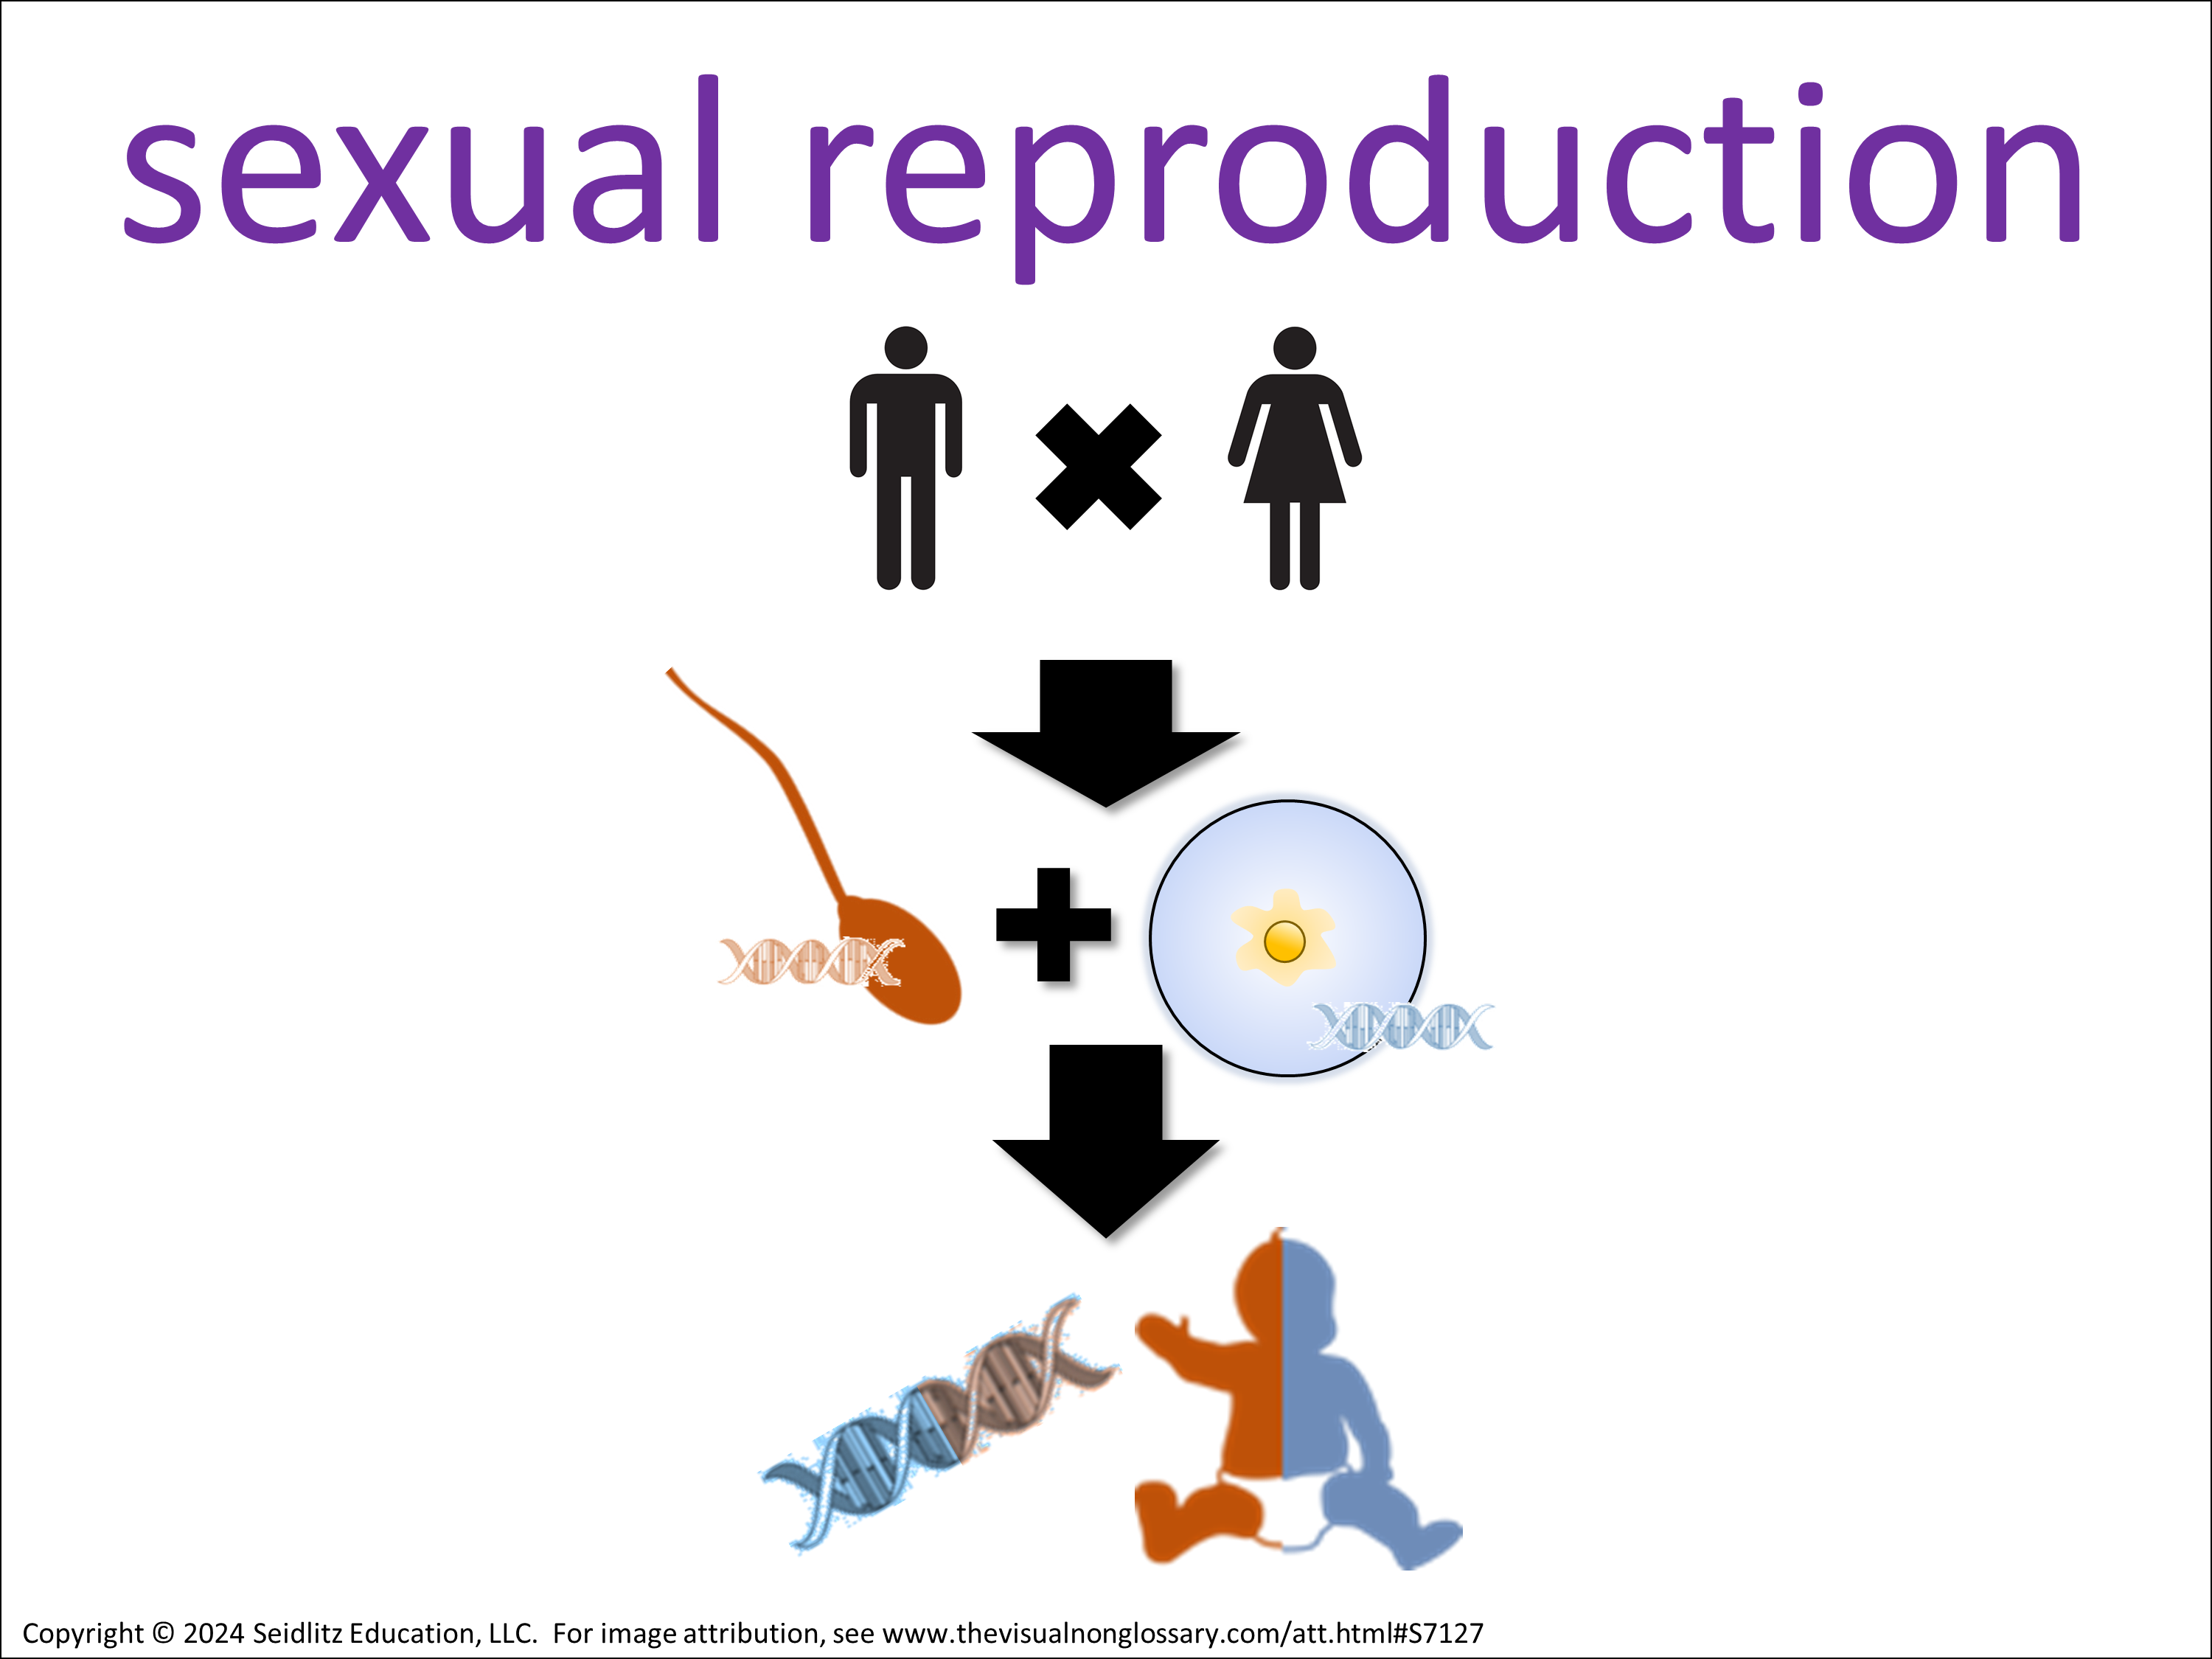 sexual reproduction
Copyright © 2024 Seidlitz Education, LLC.  For image attribution, see www.thevisualnonglossary.com/att.html#S7127